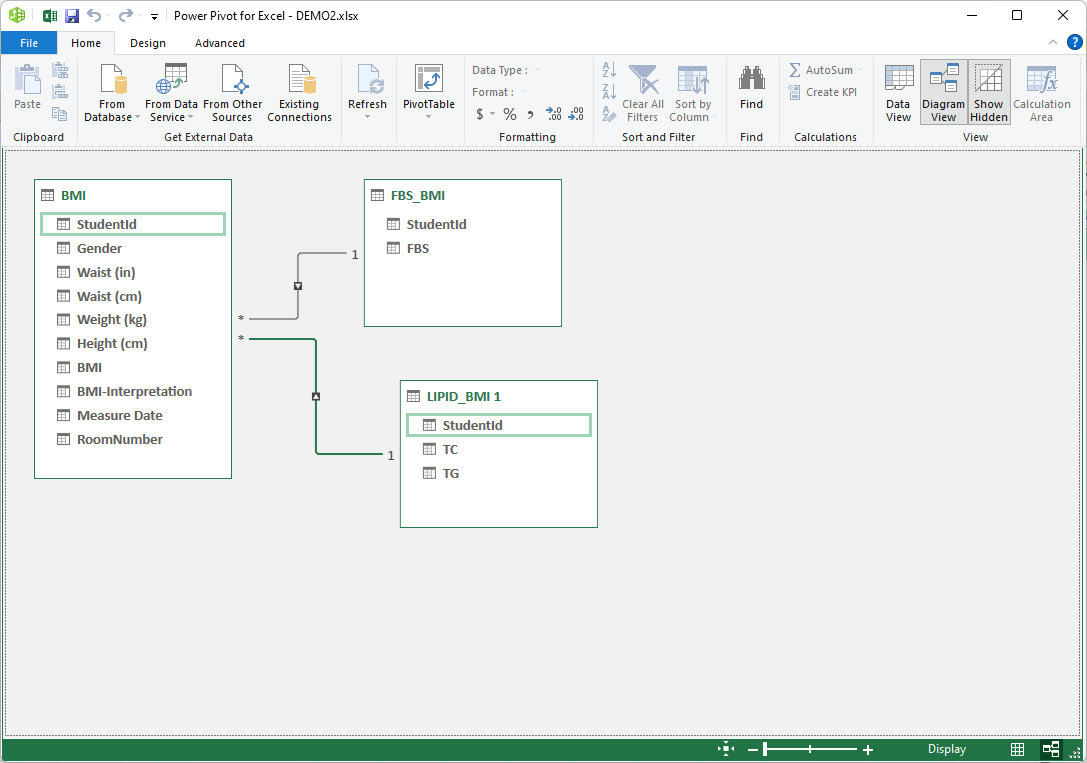 Power Pivot for Excel - DEMO2.xlsx
File Home Design Advanced ?
Paste
From Database
From Data Service
From Other Sources
Existing Connections
Refresh
PivotTable
Data Type :
Format :
$ % , .00 .00
Clear All Filters
Sort by Column
Find
AutoSum
Create KPI
Data View
Diagram View
Show Hidden
Calculation Area
Clipboard Get External Data Formatting Sort and Filter Find Calculations View
BMI
StudentId
Gender
Waist (in)
Waist (cm)
Weight (kg)
Height (cm)
BMI
BMI-Interpretation
Measure Date
RoomNumber
*
*
1
FBS_BMI
StudentId
FBS
1
LIPID_BMI 1
StudentId
TC
TG
Display